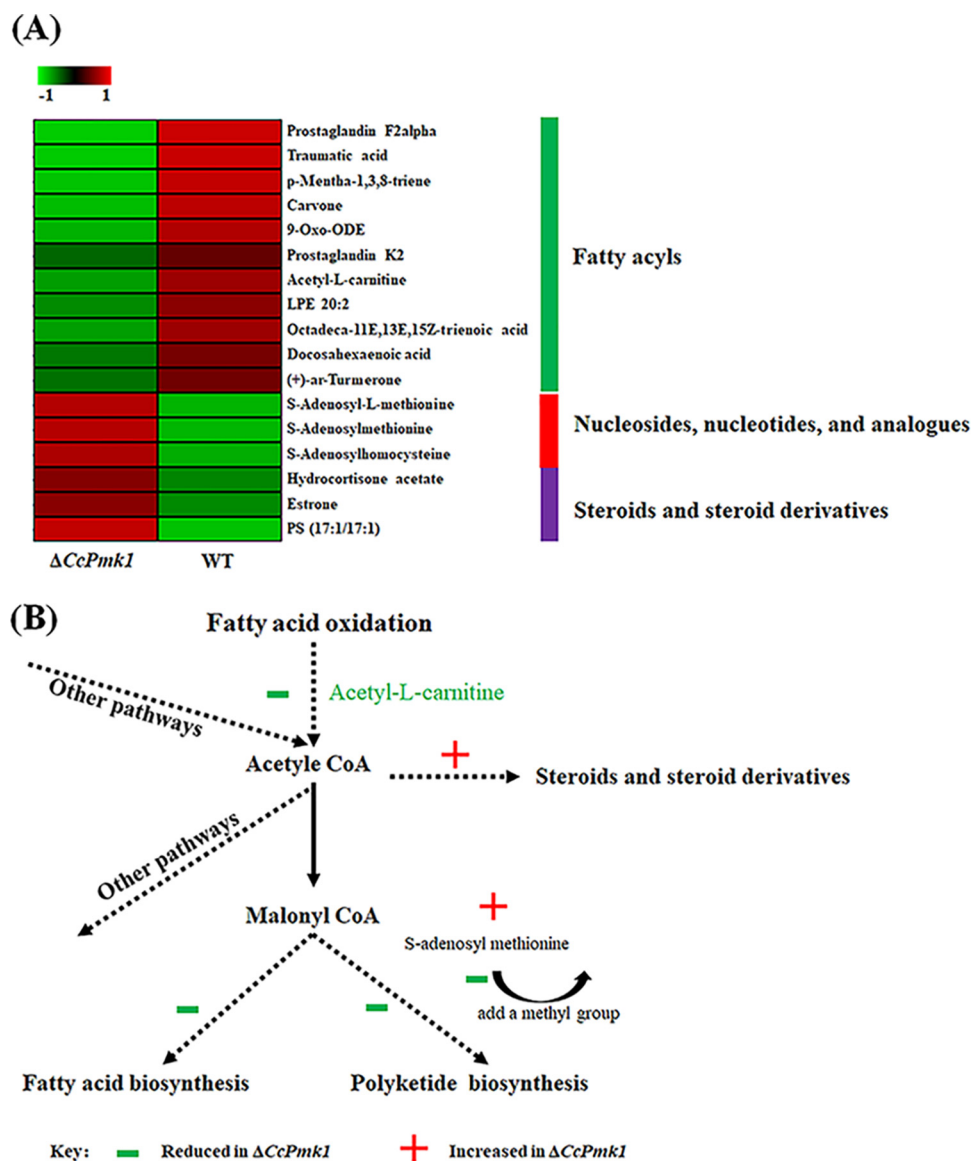 (A)
-1 1
Prostaglandin F2alpha
Traumatic acid
p-Mentha-1,3,8-triene
Carvone
9-Oxo-ODE
Prostaglandin K2
Acetyl-L-carnitine
LPE 20:2
Octadeca-11E,13E,15Z-trienoic acid
Docosahexaenoic acid
(+)-ar-Turmerone
S-Adenosyl-L-methionine
S-Adenosylmethionine
S-Adenosylhomocysteine
Hydrocortisone acetate
Estrone
PS (17:1/17:1)
Fatty acyls
Nucleosides, nucleotides, and analogues
Steroids and steroid derivatives
ΔCcPmk1 WT
(B)
Fatty acid oxidation
Other pathways
Acetyl-L-carnitine
Acetyle CoA
Steroids and steroid derivatives
Other pathways
Malonyl CoA
S-adenosyl methionine
add a methyl group
Fatty acid biosynthesis
Polyketide biosynthesis
Key: Reduced in ΔCcPmk1 Increased in ΔCcPmk1